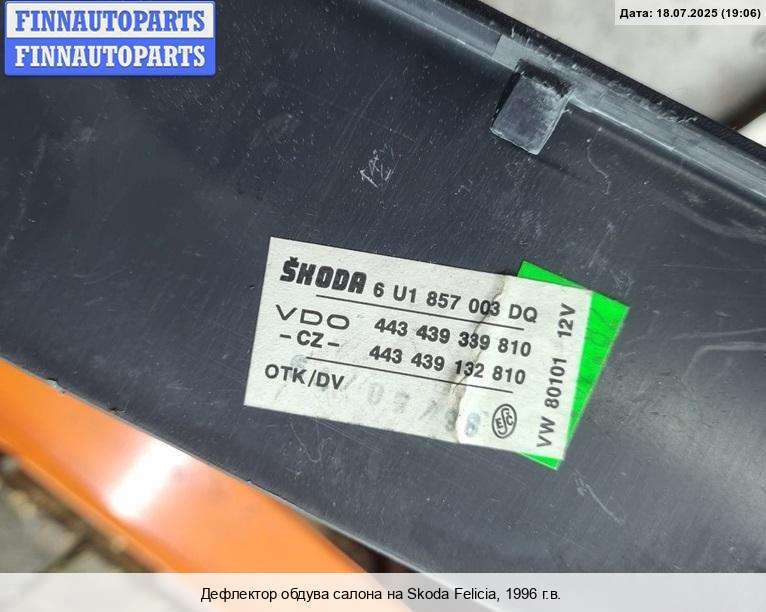 FINNAUTOPARTS
FINNAUTOPARTS
Дата: 18.07.2025 (19:06)
ŠKODA 6 U1 857 003 DQ
VDO 443 439 339 810
-CZ- 443 439 132 810
OTK/DV
ESC
VW 80101 12V
Дефлектор обдува салона на Skoda Felicia, 1996 г.в.